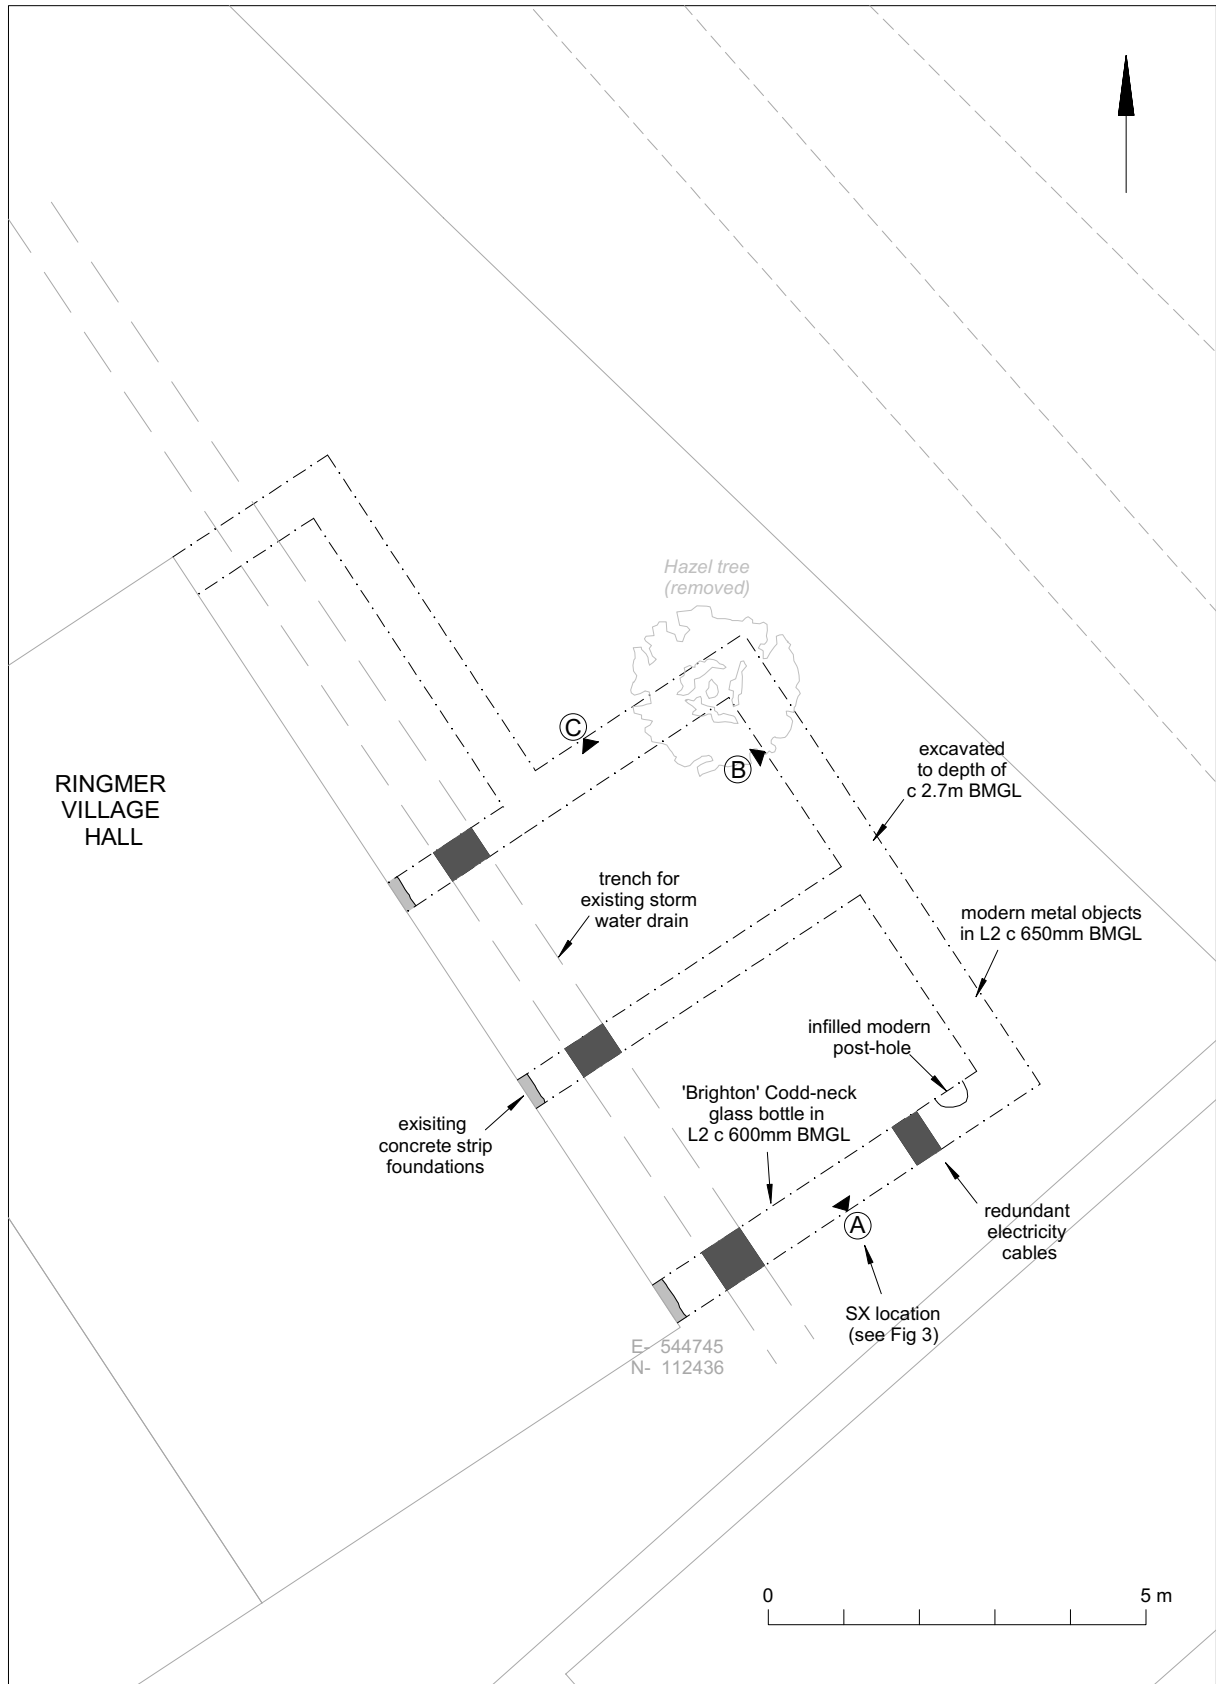 Hazel tree
(removed)
C
B
excavated
to depth of
c 2.7m BMGL
RINGMER
VILLAGE
HALL
trench for
existing storm
water drain
modern metal objects
in L2 c 650mm BMGL
infilled modern
post-hole
'Brighton' Codd-neck
glass bottle in
L2 c 600mm BMGL
exisiting
concrete strip
foundations
A
redundant
electricity
cables
SX location
(see Fig 3)
E- 544745
N- 112436
0
5 m